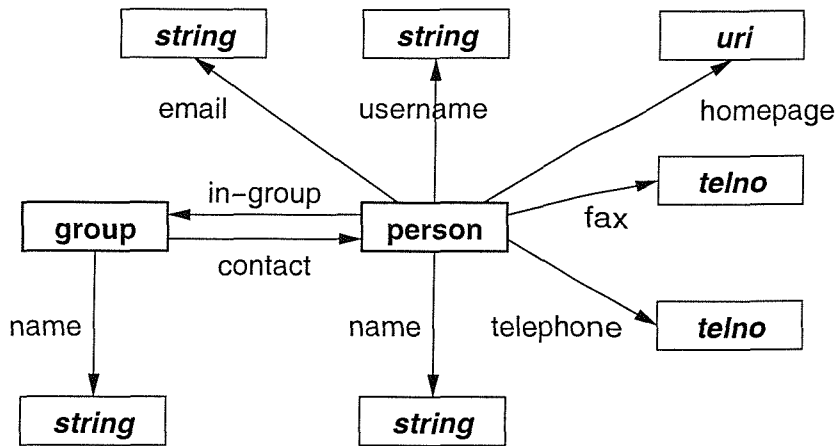 string
string
uri
email
username
homepage
in-group
telno
group
person
fax
contact
name
name
telephone
telno
string
string